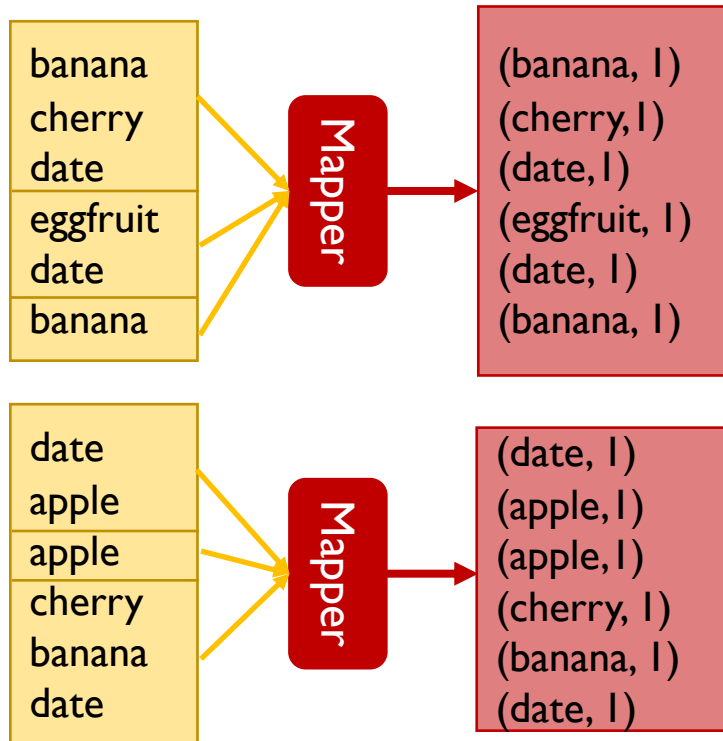 banana
cherry
date
eggfruit
date
banana
Mapper
(banana, 1)
(cherry,1)
(date,1)
(eggfruit, 1)
(date, 1)
(banana, 1)
date
apple
apple
cherry
banana
date
Mapper
(date, 1)
(apple,1)
(apple,1)
(cherry, 1)
(banana, 1)
(date, 1)